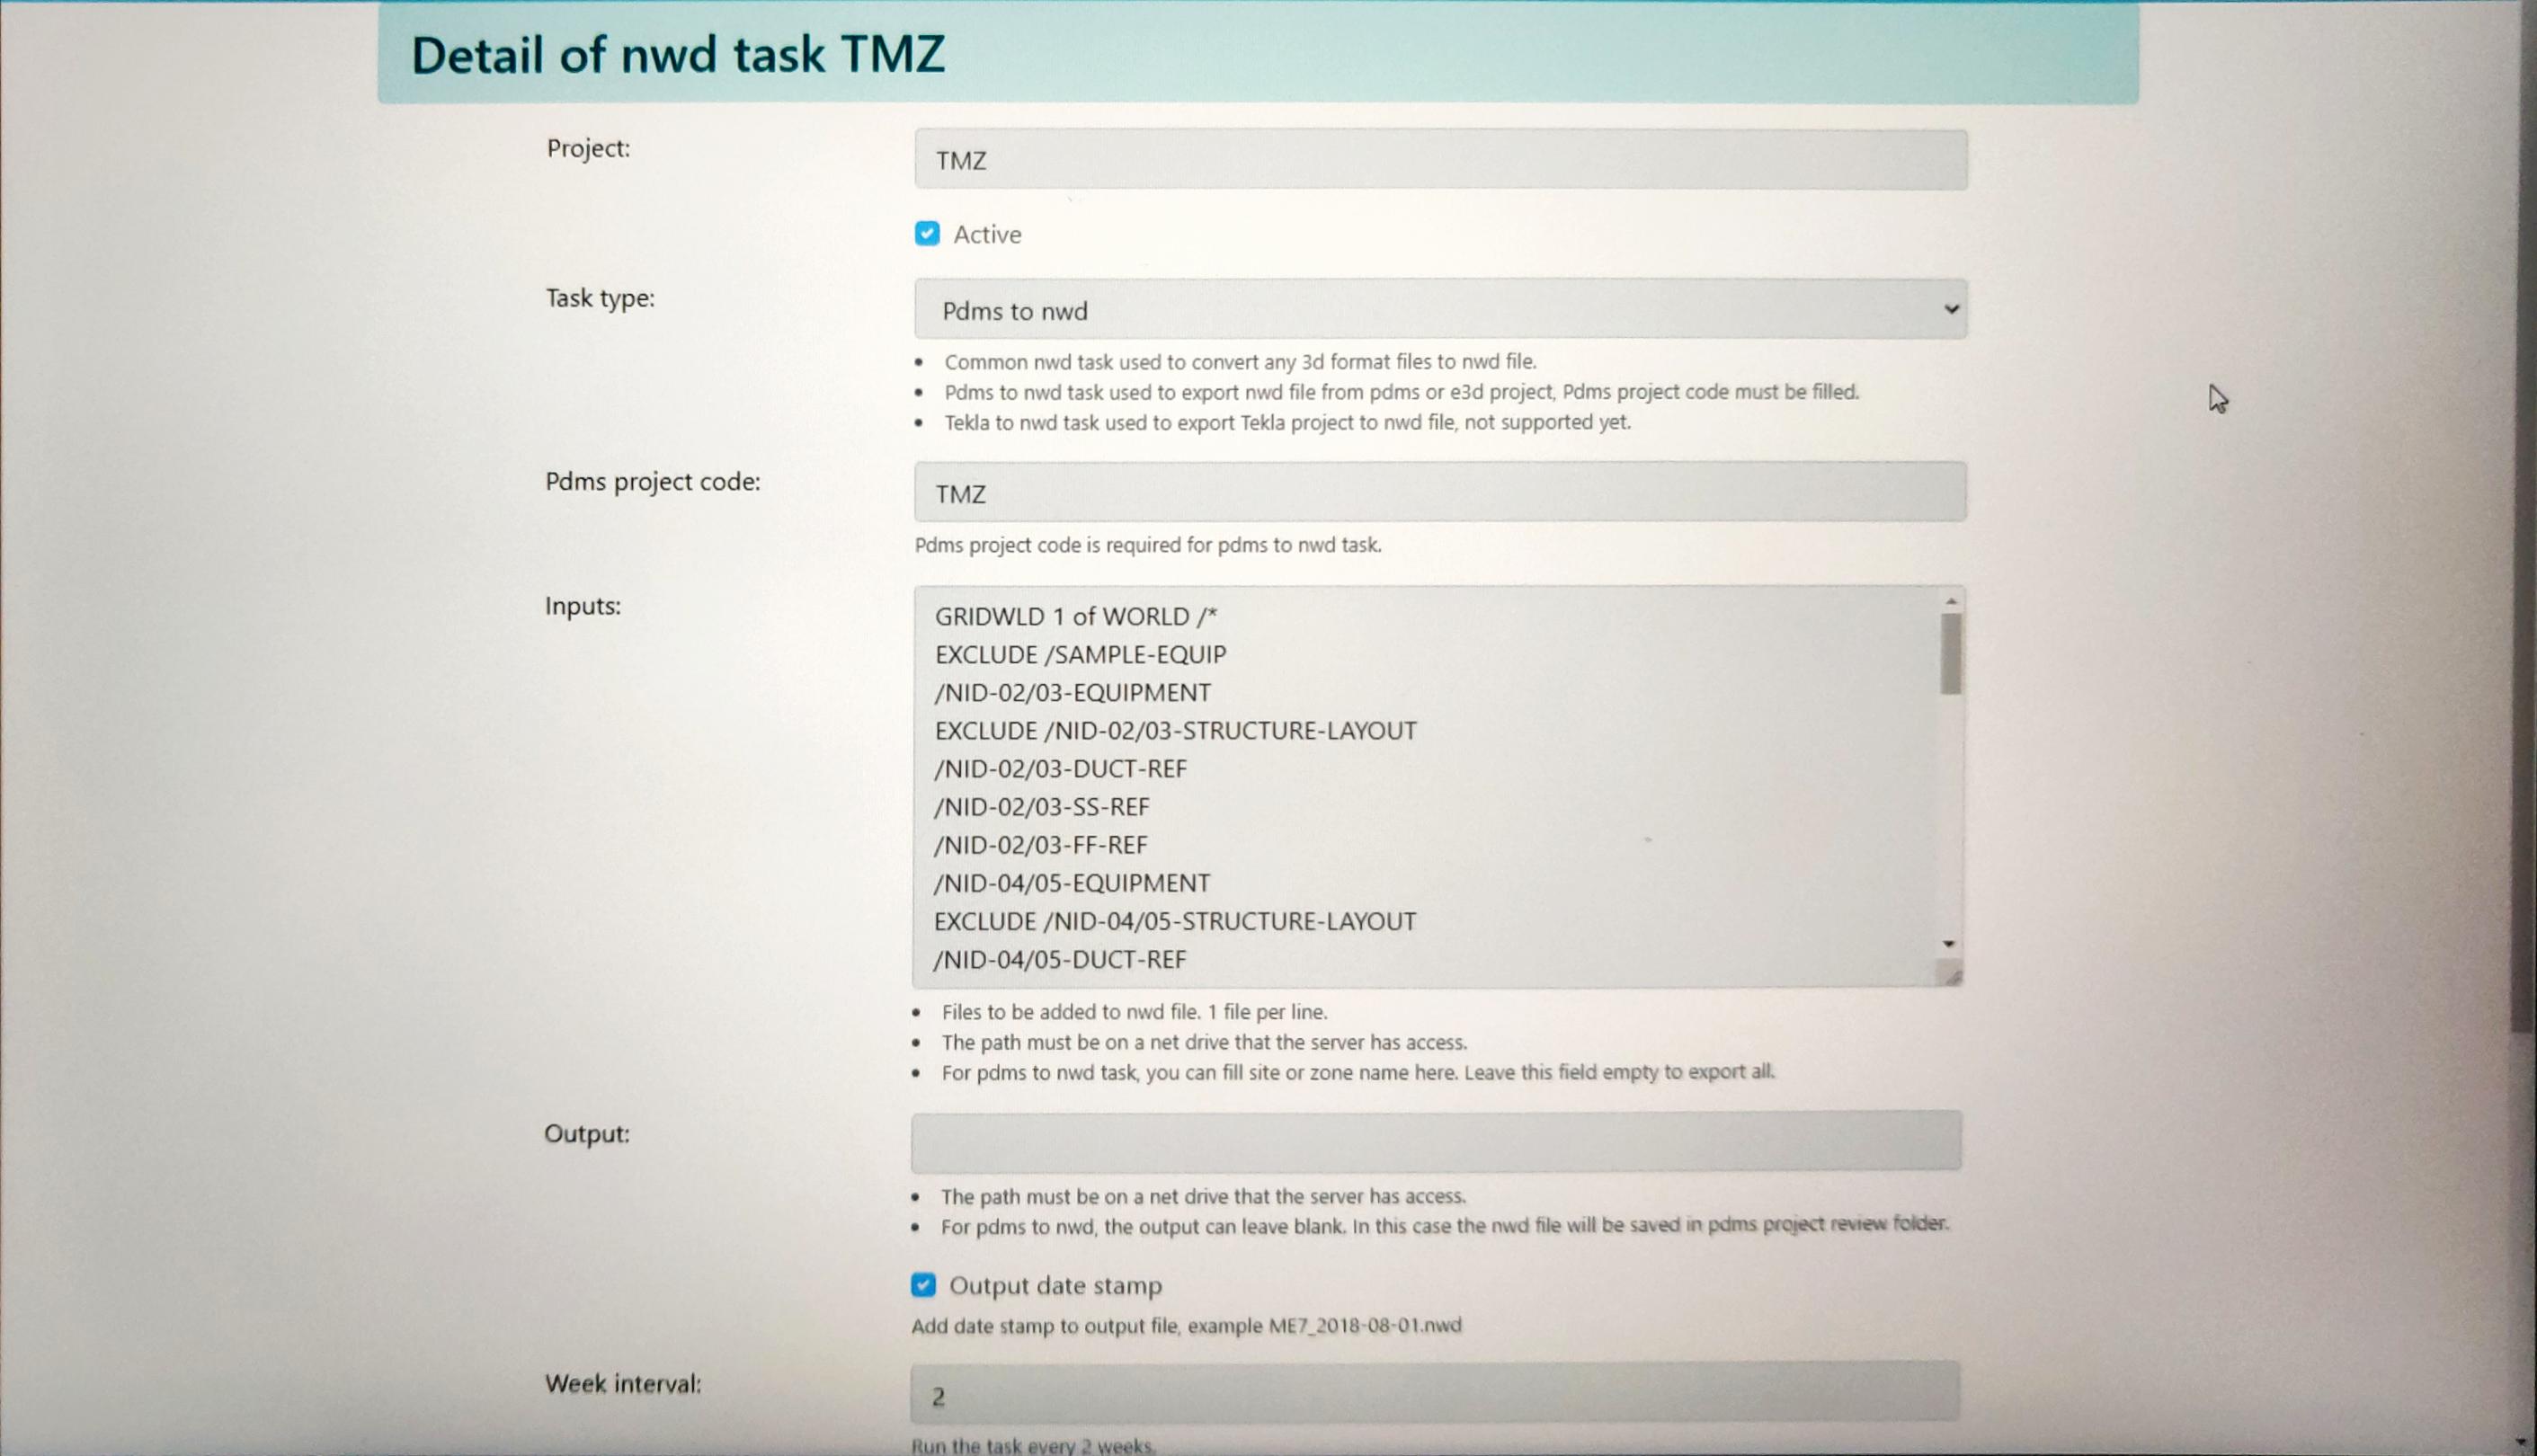 Detail of nwd task TMZ
Project:
TMZ
Active
Task type:
Pdms to nwd
Common nwd task used to convert any 3d format files to nwd file.
Pdms to nwd task used to export nwd file from pdms or e3d project, Pdms project code must be filled.
Tekla to nwd task used to export Tekla project to nwd file, not supported yet.
Pdms project code:
TMZ
Pdms project code is required for pdms to nwd task.
Inputs:
GRIDWLD 1 of WORLD /*
EXCLUDE /SAMPLE-EQUIP
/NID-02/03-EQUIPMENT
EXCLUDE /NID-02/03-STRUCTURE-LAYOUT
/NID-02/03-DUCT-REF
/NID-02/03-SS-REF
/NID-02/03-FF-REF
/NID-04/05-EQUIPMENT
EXCLUDE /NID-04/05-STRUCTURE-LAYOUT
/NID-04/05-DUCT-REF
Files to be added to nwd file. 1 file per line.
The path must be on a net drive that the server has access.
For pdms to nwd task, you can fill site or zone name here. Leave this field empty to export all.
Output:
The path must be on a net drive that the server has access.
For pdms to nwd, the output can leave blank. In this case the nwd file will be saved in pdms project review folder.
Output date stamp
Add date stamp to output file, example ME7_2018-08-01.nwd
Week interval:
2
Run the task every 2 weeks.